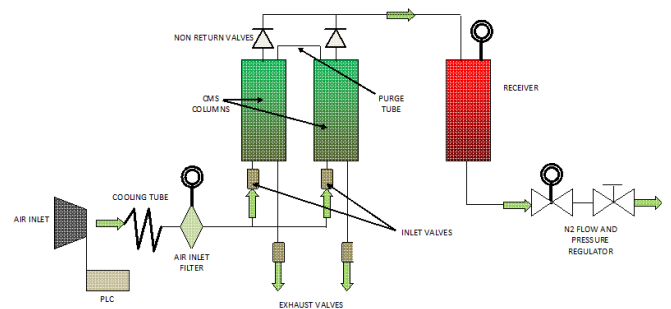 NON RETURN VALVES
CMS
COLUMNS
PURGE
TUBE
RECEIVER
COOLING TUBE
AIR INLET
AIR INLET
FILTER
PLC
INLET VALVES
EXHAUST VALVES
N2 FLOW AND
PRESSURE
REGULATOR